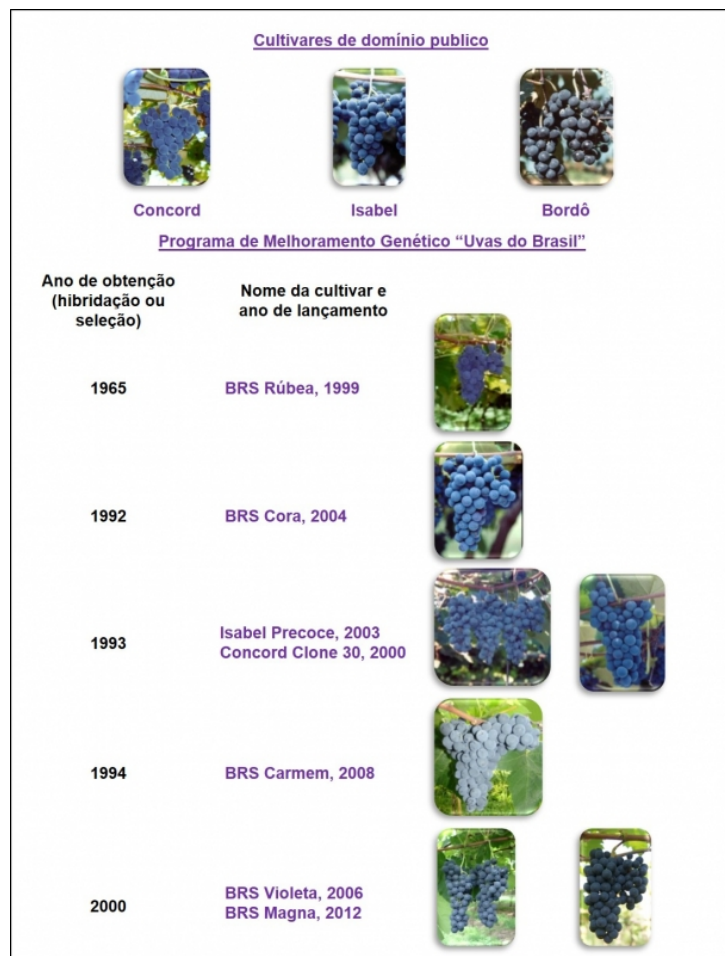 Cultivares de domínio publico
Concord
Isabel
Bordô
Programa de Melhoramento Genético “Uvas do Brasil”
Ano de obtenção
(hibridação ou
seleção)
Nome da cultivar e
ano de lançamento
1965
BRS Rúbea, 1999
1992
BRS Cora, 2004
1993
Isabel Precoce, 2003
Concord Clone 30, 2000
1994
BRS Carmem, 2008
2000
BRS Violeta, 2006
BRS Magna, 2012